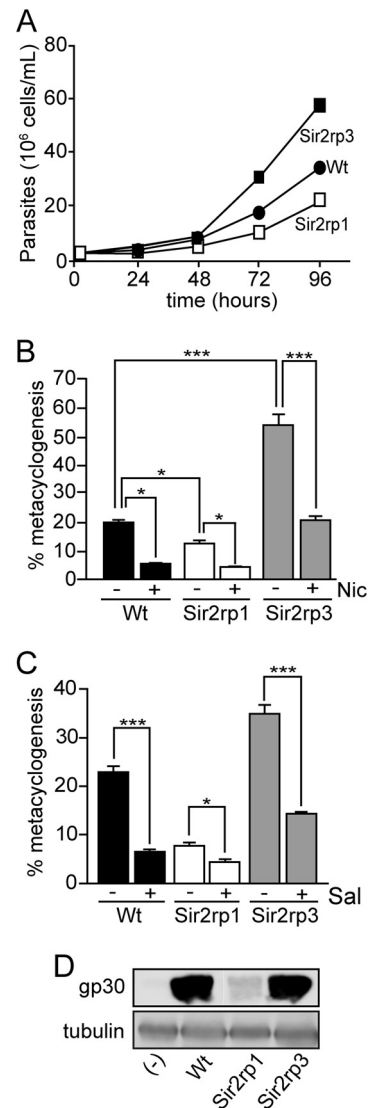 A
Parasites (10⁶ cells/mL)
80
60
40
20
0
Sir2rp3
Wt
Sir2rp1
0 24 48 72 96
time (hours)
B
% metacyclogenesis
70
60
50
40
30
20
10
0
***
***
*
*
*
- + - + - + Nic
Wt Sir2rp1 Sir2rp3
C
% metacyclogenesis
40
30
20
10
0
***
*
***
- + - + - + Sal
Wt Sir2rp1 Sir2rp3
D
gp30
tubulin
(-) Wt Sir2rp1 Sir2rp3